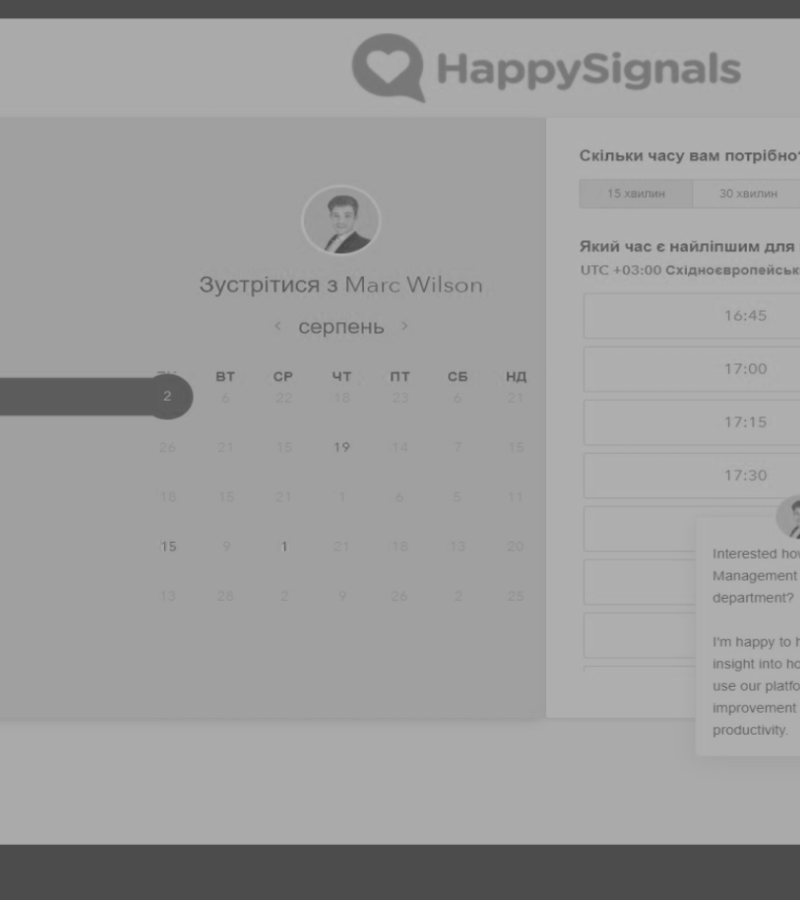 HappySignals
Зустрітися з Marc Wilson
серпень
ВТ СР ЧТ ПТ СБ НД
2 6 22 18 23 6 21
26 21 15 19 14 7 15
18 15 21 1 6 5 11
15 9 1 21 18 13 20
13 28 2 9 26 2 25
Скільки часу вам потрібно?
15 хвилин 30 хвилин
Який час є найліпшим для
UTC +03:00 Східноєвропейськ
16:45
17:00
17:15
17:30
Interested how
Management
department?
I'm happy to h
insight into ho
use our platfo
improvement
productivity.